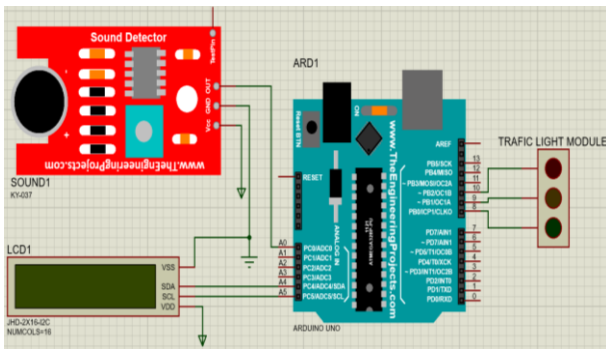 Sound Detector
TestPin
OUT
GND
Vcc
www.TheEngineeringProjects.com
SOUND1
KY-037
LCD1
VSS
SDA
SCL
VDD
JHD-2X16-I2C
NUMCOLS=16
ARD1
Reset BTN
ON
www.TheEngineeringProjects.com
ANALOG IN
RESET
A0
A1
A2
A3
A4
A5
PC0/ADC0
PC1/ADC1
PC2/ADC2
PC3/ADC3
PC4/ADC4/SDA
PC5/ADC5/SCL
AREF
PB5/SCK 13
PB4/MISO 12
~ PB3/MOSI/OC2A 11
~ PB2/OC1B 10
~ PB1/OC1A 9
PB0/ICP1/CLKO 8
PD7/AIN1 7
~ PD6/AIN1 6
~ PD5/T1/OC0B 5
PD4/T0/XCK 4
~ PD3/INT1/OC2B 3
PD2/INT0 2
PD1/TXD 1
PD0/RXD 0
ARDUINO UNO
TRAFIC LIGHT MODULE